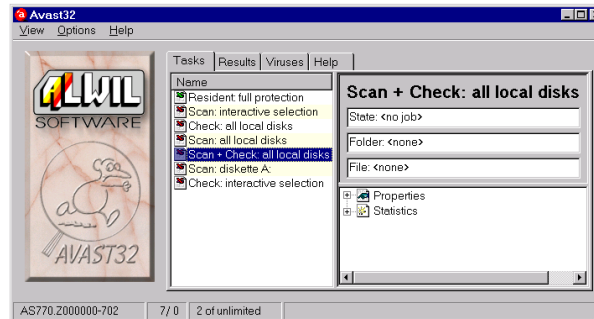 Avast32
View Options Help
ALWIL
SOFTWARE
AVAST32
Tasks Results Viruses Help
Name
Resident: full protection
Scan: interactive selection
Check: all local disks
Scan: all local disks
Scan + Check: all local disks
Scan: diskette A:
Check: interactive selection
Scan + Check: all local disks
State: <no job>
Folder: <none>
File: <none>
Properties
Statistics
AS770.Z000000-702 7/ 0 2 of unlimited